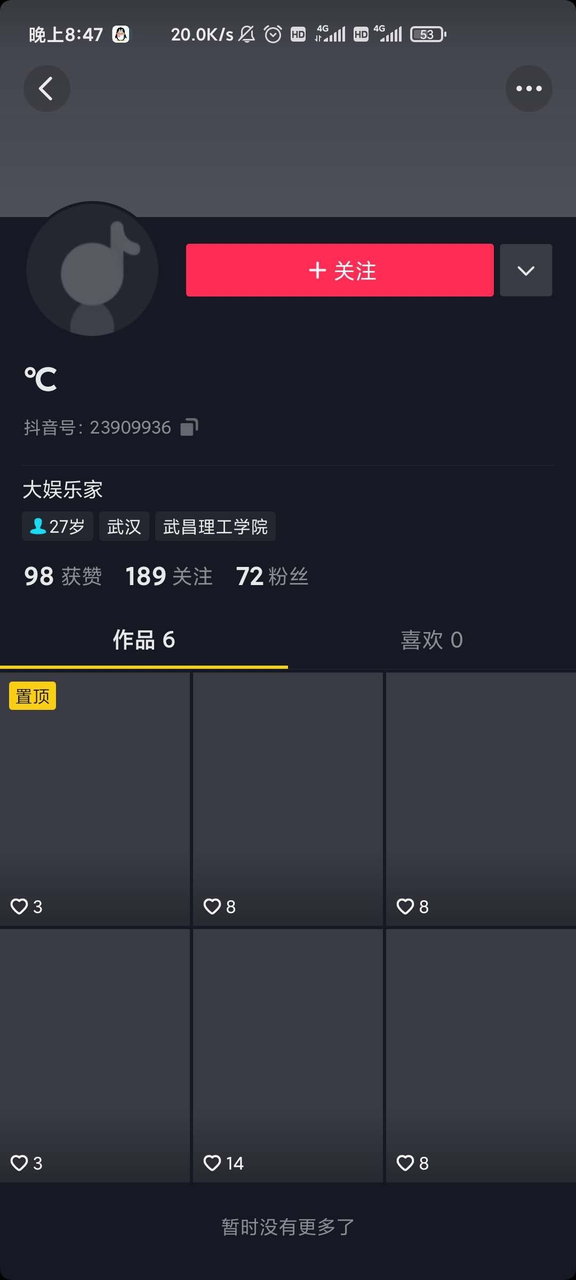 晚上8:47 20.0K/s HD 4G HD 4G 53
+ 关注
℃
抖音号: 23909936
大娱乐家
27岁 武汉 武昌理工学院
98 获赞 189 关注 72 粉丝
作品 6 喜欢 0
置顶
3 8 8
3 14 8
暂时没有更多了